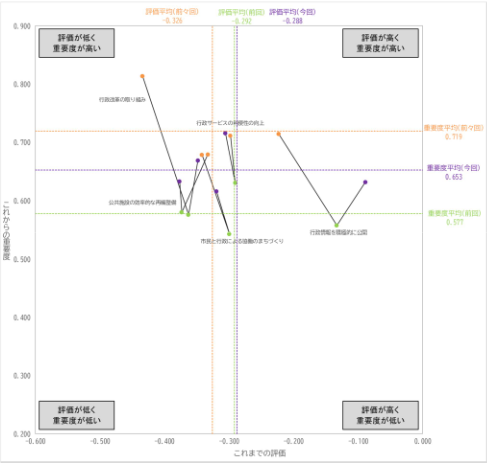 評価平均(前々回)
-0.326
評価平均(前回)
-0.292
評価平均(今回)
-0.288
0.900
評価が低く
重要度が高い
評価が高く
重要度が高い
0.800
行政改革の取り組み
行政サービスの利便性の向上
重要度平均(前々回)
0.719
0.700
重要度平均(今回)
0.653
0.600
公共施設の効率的な再編整備
重要度平均(前回)
0.577
行政情報を積極的に公開
市民と行政による協働のまちづくり
これからの重要度
0.500
0.400
0.300
評価が低く
重要度が低い
評価が高く
重要度が低い
0.200
-0.600
-0.500
-0.400
-0.300
-0.200
-0.100
0.000
これまでの評価